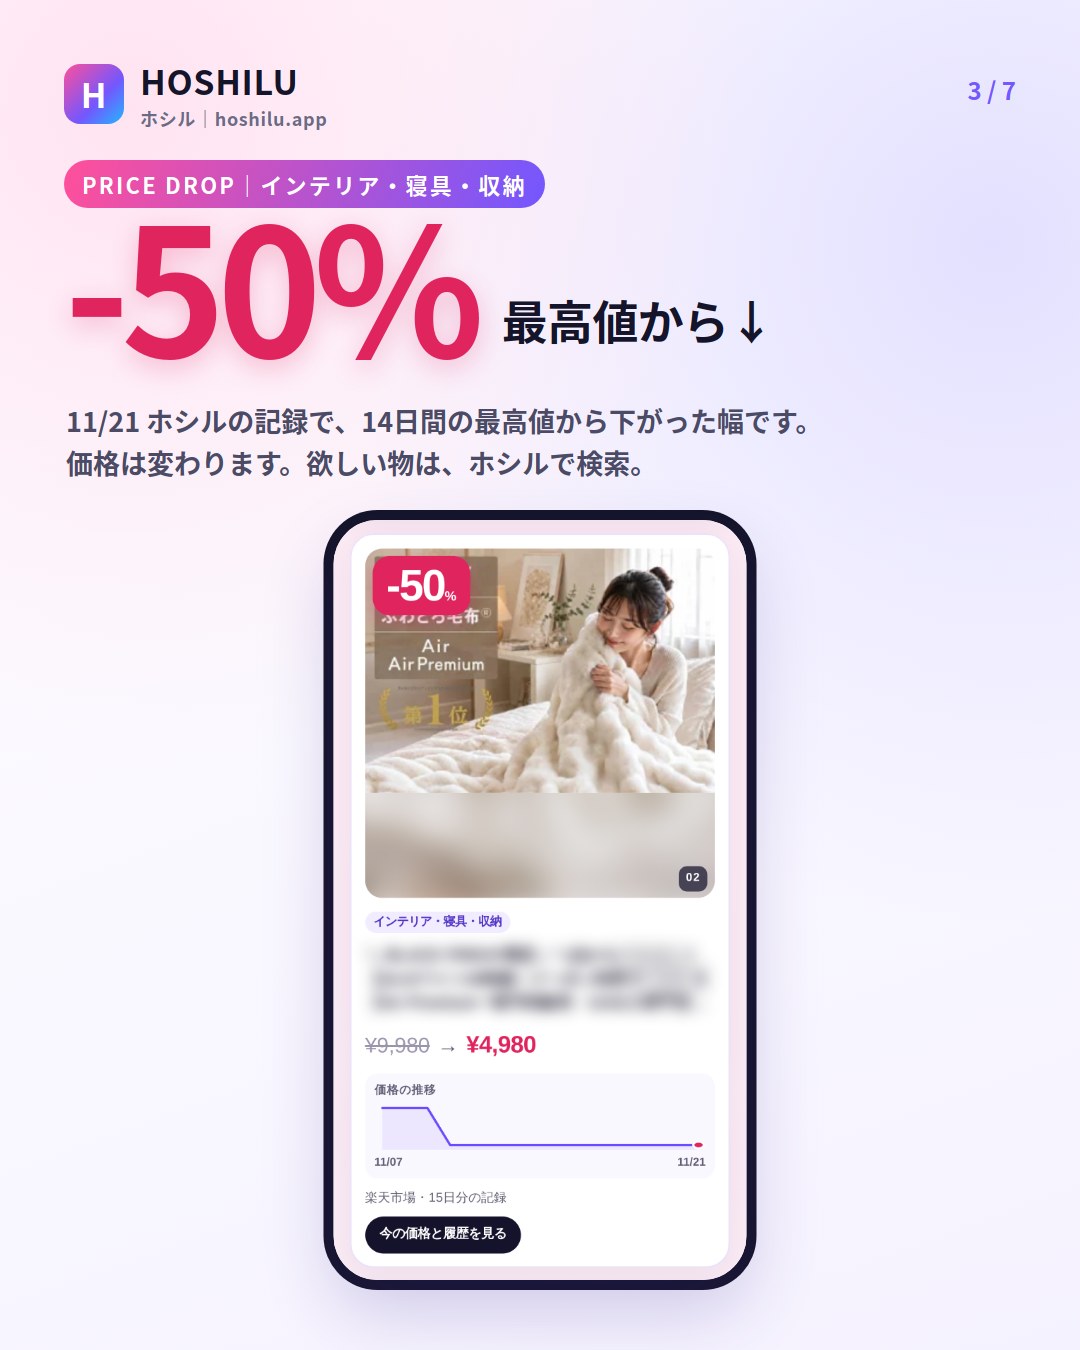 H
HOSHILU
ホシル｜hoshilu.app
3 / 7
PRICE DROP｜インテリア・寝具・収納
-50% 最高値から↓
11/21 ホシルの記録で、14日間の最高値から下がった幅です。
価格は変わります。欲しい物は、ホシルで検索。
-50%
ふわとろ毛布®
Air
Air Premium
第1位
02
インテリア・寝具・収納
¥9,980 → ¥4,980
価格の推移
11/07 11/21
楽天市場・15日分の記録
今の価格と履歴を見る